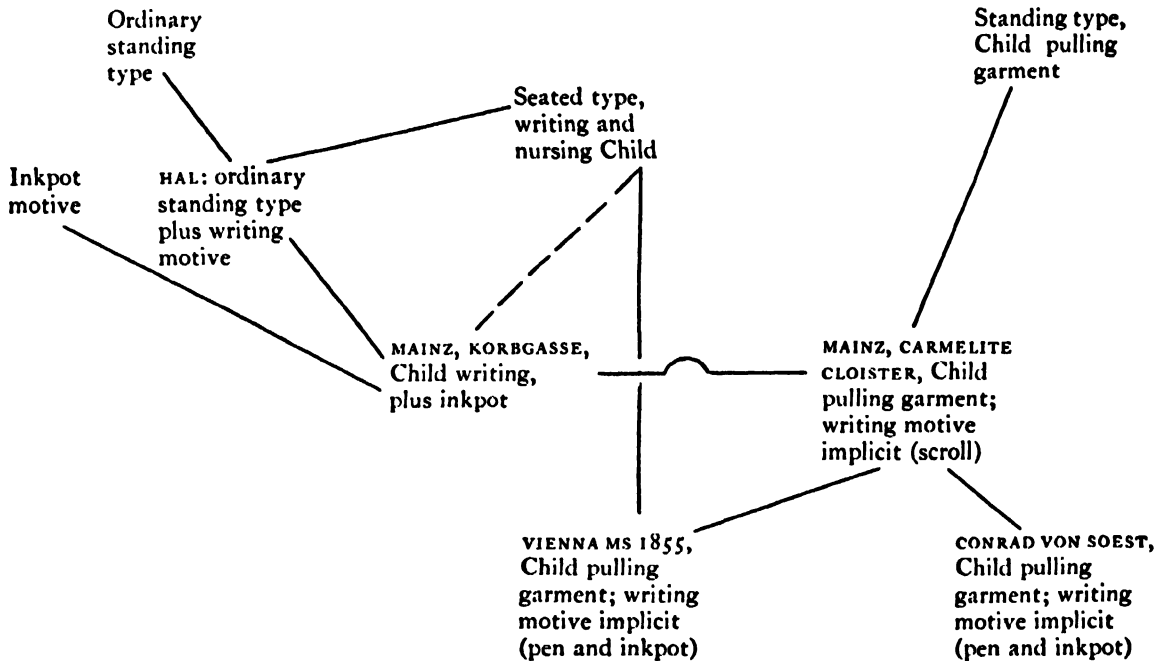 Ordinary
standing
type
Standing type,
Child pulling
garment
Seated type,
writing and
nursing Child
Inkpot
motive
HAL: ordinary
standing type
plus writing
motive
MAINZ, KORBGASSE,
Child writing,
plus inkpot
MAINZ, CARMELITE
CLOISTER, Child
pulling garment;
writing motive
implicit (scroll)
VIENNA MS 1855,
Child pulling
garment; writing
motive implicit
(pen and inkpot)
CONRAD VON SOEST,
Child pulling
garment; writing
motive implicit
(pen and inkpot)